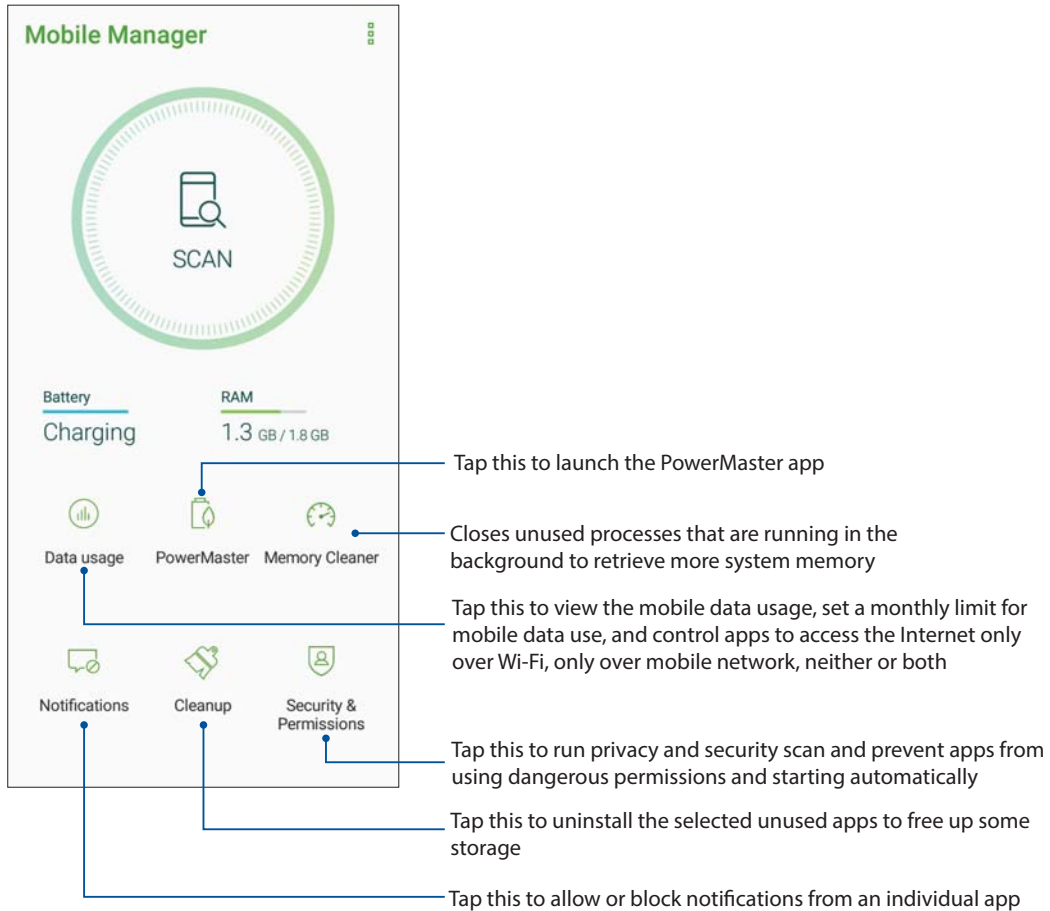 Mobile Manager
SCAN
Battery
RAM
Charging
1.3 GB / 1.8 GB
Tap this to launch the PowerMaster app
Data usage
PowerMaster
Memory Cleaner
Closes unused processes that are running in the
background to retrieve more system memory
Tap this to view the mobile data usage, set a monthly limit for
mobile data use, and control apps to access the Internet only
over Wi-Fi, only over mobile network, neither or both
Notifications
Cleanup
Security &
Permissions
Tap this to run privacy and security scan and prevent apps from
using dangerous permissions and starting automatically
Tap this to uninstall the selected unused apps to free up some
storage
Tap this to allow or block notifications from an individual app